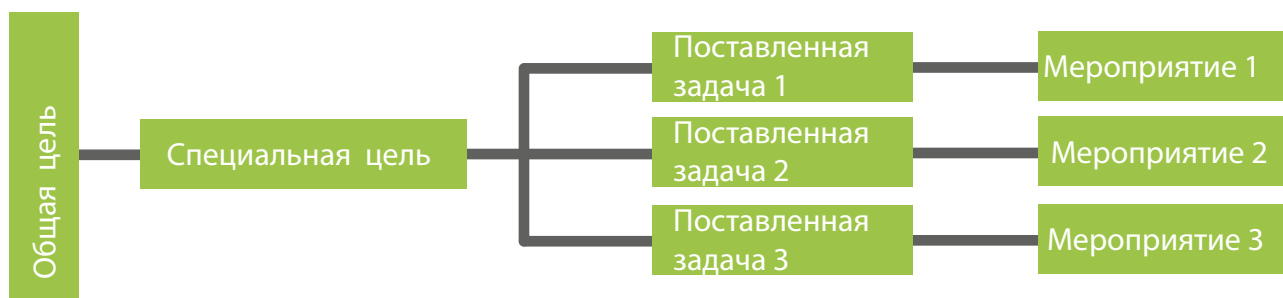 Общая цель
Специальная цель
Поставленная
задача 1
Мероприятие 1
Поставленная
задача 2
Мероприятие 2
Поставленная
задача 3
Мероприятие 3